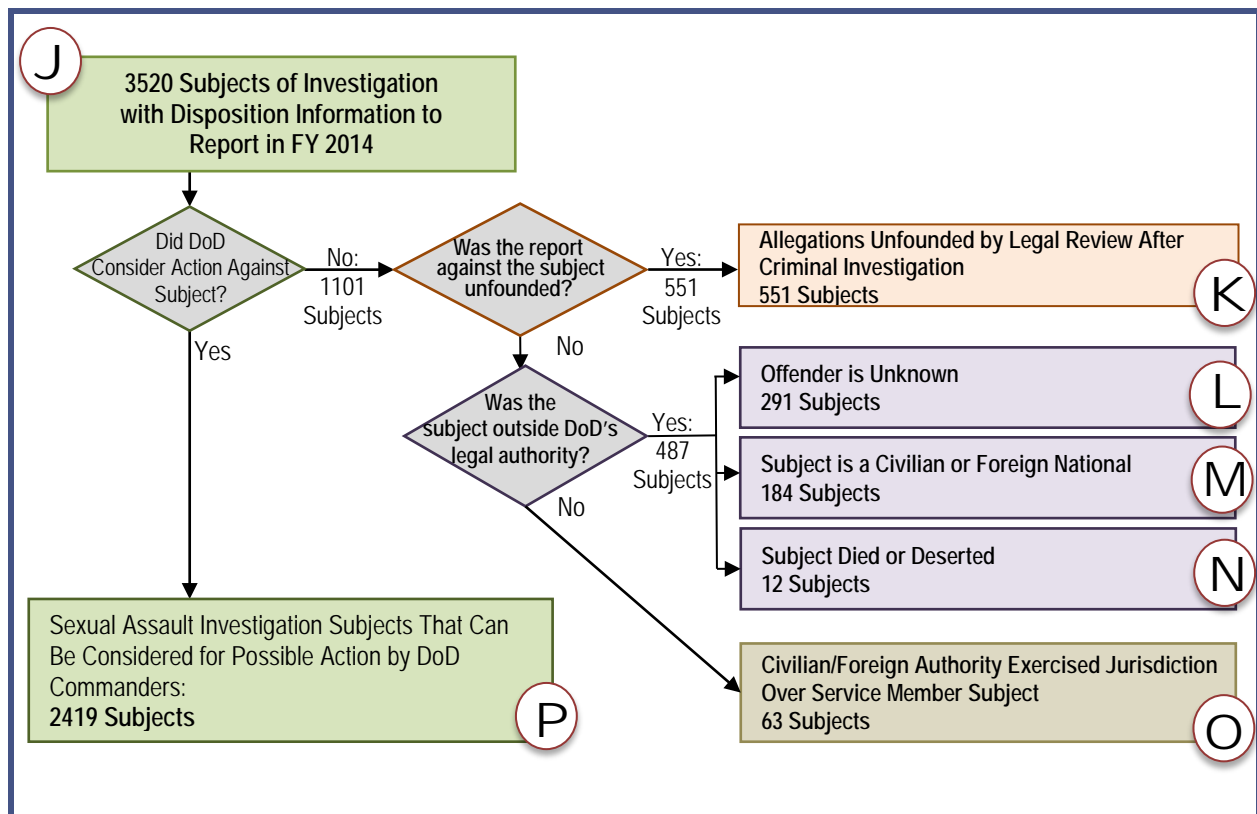 J
3520 Subjects of Investigation
with Disposition Information to
Report in FY 2014
Did DoD
Consider Action Against
Subject?
No:
1101
Subjects
Was the report
against the subject
unfounded?
Yes:
551
Subjects
Allegations Unfounded by Legal Review After
Criminal Investigation
551 Subjects
K
Yes
No
Was the
subject outside DoD's
legal authority?
Yes:
487
Subjects
Offender is Unknown
291 Subjects
L
Subject is a Civilian or Foreign National
184 Subjects
M
Subject Died or Deserted
12 Subjects
N
No
Sexual Assault Investigation Subjects That Can
Be Considered for Possible Action by DoD
Commanders:
2419 Subjects
P
Civilian/Foreign Authority Exercised Jurisdiction
Over Service Member Subject
63 Subjects
O